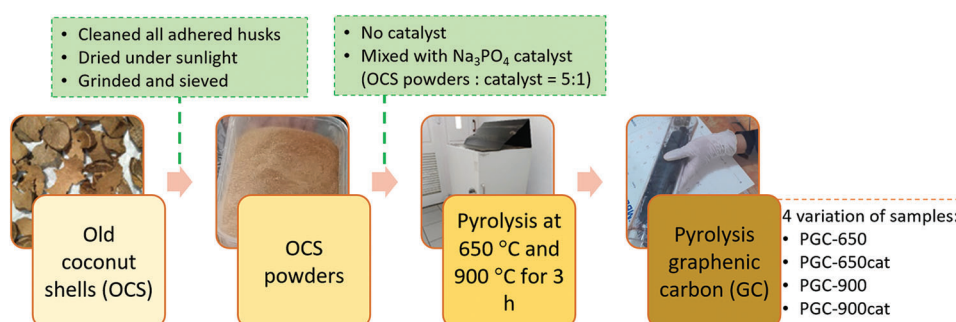 • Cleaned all adhered husks
• Dried under sunlight
• Grinded and sieved
• No catalyst
• Mixed with Na₃PO₄ catalyst
(OCS powders : catalyst = 5:1)
Old
coconut
shells (OCS)
OCS
powders
Pyrolysis at
650 °C and
900 °C for 3
h
Pyrolysis
graphenic
carbon (GC)
4 variation of samples:
• PGC-650
• PGC-650cat
• PGC-900
• PGC-900cat